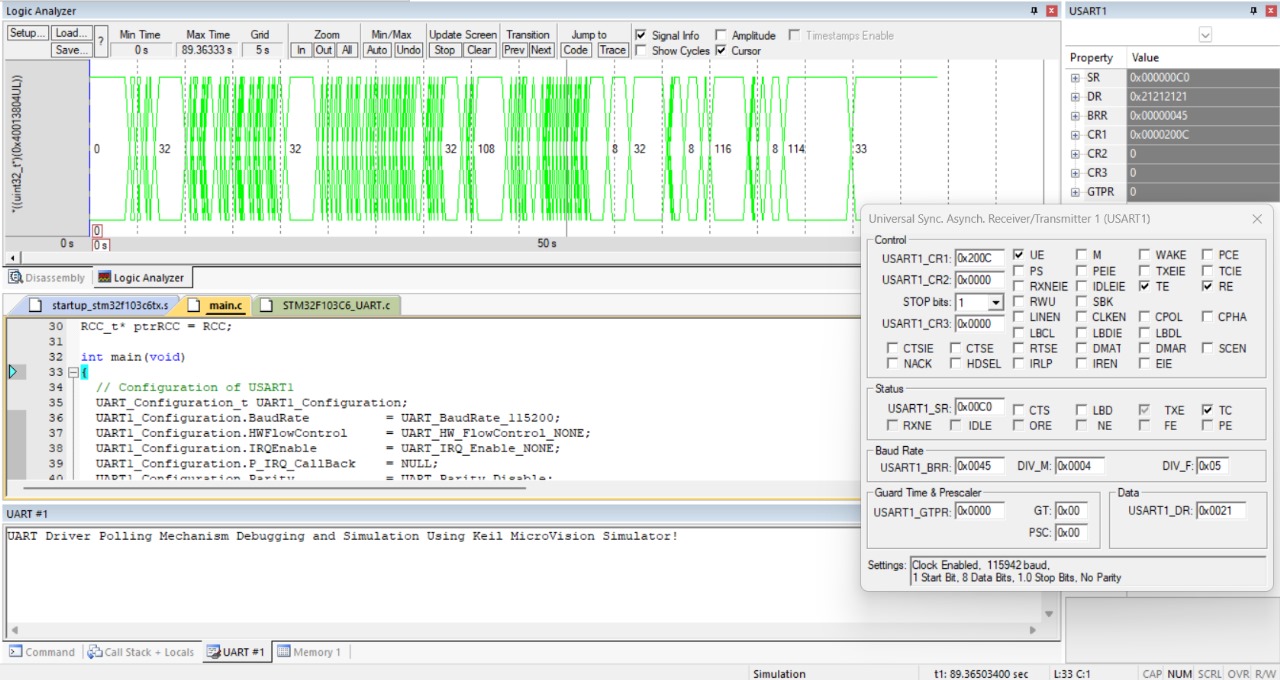 Logic Analyzer
Setup... Load... Save... ? Min Time 0 s Max Time 89.36333 s Grid 5 s Zoom In Out All Min/Max Auto Undo Update Screen Stop Clear Transition Prev Next Jump to Code Trace Signal Info Amplitude Timestamps Enable
Show Cycles Cursor
*((uint32_t*)(0x40013804ULL))
0 32 32 32 108 8 32 8 116 8 114 33
0
0 s 0 s 50 s
Disassembly Logic Analyzer
startup_stm32f103c6tx.s main.c STM32F103C6_UART.c
30 RCC_t* ptrRCC = RCC;
31
32 int main(void)
33 {
34 // Configuration of USART1
35 UART_Configuration_t UART1_Configuration;
36 UART1_Configuration.BaudRate = UART_BaudRate_115200;
37 UART1_Configuration.HWFlowControl = UART_HW_FlowControl_NONE;
38 UART1_Configuration.IRQEnable = UART_IRQ_Enable_NONE;
39 UART1_Configuration.P_IRQ_CallBack = NULL;
40 UART1_Configuration.Parity = UART_Parity_Disable;
UART #1
UART Driver Polling Mechanism Debugging and Simulation Using Keil MicroVision Simulator!
Command Call Stack + Locals UART #1 Memory 1
Simulation t1: 89.36503400 sec L:33 C:1 CAP NUM SCRL OVR R/W
USART1
Property Value
SR 0x000000C0
DR 0x21212121
BRR 0x00000045
CR1 0x0000200C
CR2 0
CR3 0
GTPR 0
Universal Sync. Asynch. Receiver/Transmitter 1 (USART1)
Control
USART1_CR1: 0x200C UE M WAKE PCE
PS PEIE TXEIE TCIE
USART1_CR2: 0x0000 RXNEIE IDLEIE TE RE
STOP bits: 1 RWU SBK
USART1_CR3: 0x0000 LINEN CLKEN CPOL CPHA
LBCL LBDIE LBDL
CTSIE CTSE RTSE DMAT DMAR SCEN
NACK HDSEL IRLP IREN EIE
Status
USART1_SR: 0x00C0 CTS LBD TXE TC
RXNE IDLE ORE NE FE PE
Baud Rate
USART1_BRR: 0x0045 DIV_M: 0x0004 DIV_F: 0x05
Guard Time & Prescaler
USART1_GTPR: 0x0000 GT: 0x00
PSC: 0x00
Data
USART1_DR: 0x0021
Settings: Clock Enabled, 115942 baud,
1 Start Bit, 8 Data Bits, 1.0 Stop Bits, No Parity